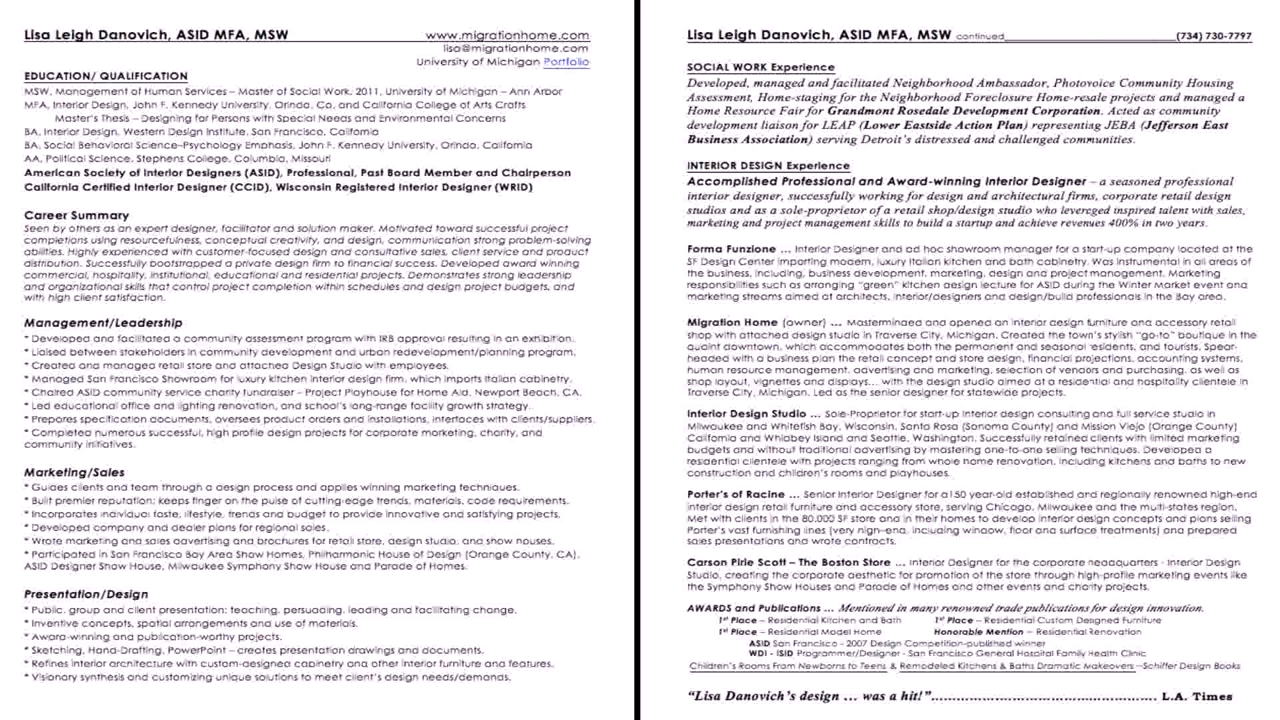 Lisa Leigh Danovich, ASID MFA, MSW www.migrationhome.com
lisa@migrationhome.com
University of Michigan Portfolio
EDUCATION/ QUALIFICATION
MSW, Management of Human Services – Master of Social Work, 2011, University of Michigan – Ann Arbor
MFA, Interior Design, John F. Kennedy University, Orinda, Ca, and California College of Arts Crafts
Master's Thesis – Designing for Persons with Special Needs and Environmental Concerns
BA, Interior Design, Western Design Institute, San Francisco, California
BA, Social Behavioral Science–Psychology Emphasis, John F. Kennedy University, Orinda, California
AA, Political Science, Stephens College, Columbia, Missouri
American Society of Interior Designers (ASID), Professional, Past Board Member and Chairperson
California Certified Interior Designer (CCID), Wisconsin Registered Interior Designer (WRID)
Career Summary
Seen by others as an expert designer, facilitator and solution maker. Motivated toward successful project
completions using resourcefulness, conceptual creativity, and design, communication strong problem-solving
abilities. Highly experienced with customer-focused design and consultative sales, client service and product
distribution. Successfully bootstrapped a private design firm to financial success. Developed award winning
commercial, hospitality, institutional, educational and residential projects. Demonstrates strong leadership
and organizational skills that control project completion within schedules and design project budgets, and
with high client satisfaction.
Management/Leadership
* Developed and facilitated a community assessment program with IRB approval resulting in an exhibition.
* Liaised between stakeholders in community development and urban redevelopment/planning program.
* Created and managed retail store and attached Design Studio with employees.
* Managed San Francisco Showroom for luxury kitchen interior design firm, which imports Italian cabinetry.
* Chaired ASID community service charity fundraiser – Project Playhouse for Home Aid, Newport Beach, CA.
* Led educational office and lighting renovation, and school's long-range facility growth strategy.
* Prepares specification documents, oversees product orders and installations, interfaces with clients/suppliers.
* Completed numerous successful, high profile design projects for corporate marketing, charity, and
community initiatives.
Marketing/Sales
* Guides clients and team through a design process and applies winning marketing techniques.
* Built premier reputation; keeps finger on the pulse of cutting-edge trends, materials, code requirements.
* Incorporates individual taste, lifestyle, trends and budget to provide innovative and satisfying projects.
* Developed company and dealer plans for regional sales.
* Wrote marketing and sales advertising and brochures for retail store, design studio, and show houses.
* Participated in San Francisco Bay Area Show Homes, Philharmonic House of Design (Orange County, CA),
ASID Designer Show House, Milwaukee Symphony Show House and Parade of Homes.
Presentation/Design
* Public, group and client presentation; teaching, persuading, leading and facilitating change.
* Inventive concepts, spatial arrangements and use of materials.
* Award-winning and publication-worthy projects.
* Sketching, Hand-Drafting, PowerPoint – creates presentation drawings and documents.
* Refines interior architecture with custom-designed cabinetry and other interior furniture and features.
* Visionary synthesis and customizing unique solutions to meet client's design needs/demands.
Lisa Leigh Danovich, ASID MFA, MSW continued (734) 730-7797
SOCIAL WORK Experience
Developed, managed and facilitated Neighborhood Ambassador, Photovoice Community Housing
Assessment, Home-staging for the Neighborhood Foreclosure Home-resale projects and managed a
Home Resource Fair for Grandmont Rosedale Development Corporation. Acted as community
development liaison for LEAP (Lower Eastside Action Plan) representing JEBA (Jefferson East
Business Association) serving Detroit's distressed and challenged communities.
INTERIOR DESIGN Experience
Accomplished Professional and Award-winning Interior Designer – a seasoned professional
interior designer, successfully working for design and architectural firms, corporate retail design
studios and as a sole-proprietor of a retail shop/design studio who leveraged inspired talent with sales,
marketing and project management skills to build a startup and achieve revenues 400% in two years.
Forma Funzione ... Interior Designer and ad hoc showroom manager for a start-up company located at the
SF Design Center importing modern, luxury Italian kitchen and bath cabinetry. Was instrumental in all areas of
the business, including, business development, marketing, design and project management. Marketing
responsibilities such as arranging "green" kitchen design lecture for ASID during the Winter Market event and
marketing streams aimed at architects, interior/designers and design/build professionals in the Bay area.
Migration Home (owner) ... Masterminded and opened an interior design furniture and accessory retail
shop with attached design studio in Traverse City, Michigan. Created the town's stylish "go-to" boutique in the
quaint downtown, which accommodates both the permanent and seasonal residents, and tourists. Spear-
headed with a business plan the retail concept and store design, financial projections, accounting systems,
human resource management, advertising and marketing, selection of vendors and purchasing, as well as
shop layout, vignettes and displays... with the design studio aimed at a residential and hospitality clientele in
Traverse City, Michigan. Led as the senior designer for statewide projects.
Interior Design Studio ... Sole-Proprietor for start-up interior design consulting and full service studio in
Milwaukee and Whitefish Bay, Wisconsin, Santa Rosa (Sonoma County) and Mission Viejo (Orange County)
California and Whidbey Island and Seattle, Washington. Successfully retained clients with limited marketing
budgets and without traditional advertising by mastering one-to-one selling techniques. Developed a
residential clientele with projects ranging from whole home renovation, including kitchens and baths to new
construction and children's rooms and playhouses.
Porter's of Racine ... Senior Interior Designer for a150 year-old established and regionally renowned high-end
interior design retail furniture and accessory store, serving Chicago, Milwaukee and the multi-states region.
Met with clients in the 80,000 SF store and in their homes to develop interior design concepts and plans selling
Porter's vast furnishing lines (very high-end, including window, floor and surface treatments) and prepared
sales presentations and wrote contracts.
Carson Pirie Scott – The Boston Store ... Interior Designer for the corporate headquarters - Interior Design
Studio, creating the corporate aesthetic for promotion of the store through high-profile marketing events like
the Symphony Show Houses and Parade of Homes and other events and charity projects.
AWARDS and Publications ... Mentioned in many renowned trade publications for design innovation.
1st Place – Residential Kitchen and Bath 1st Place – Residential Custom Designed Furniture
1st Place – Residential Model Home Honorable Mention – Residential Renovation
ASID San Francisco - 2007 Design Competition-published winner
WDI - ISID Programmer/Designer - San Francisco General Hospital Family Health Clinic
Children's Rooms From Newborns to Teens & Remodeled Kitchens & Baths Dramatic Makeovers –Schiffer Design Books
"Lisa Danovich's design ... was a hit!"................................................ L.A. Times